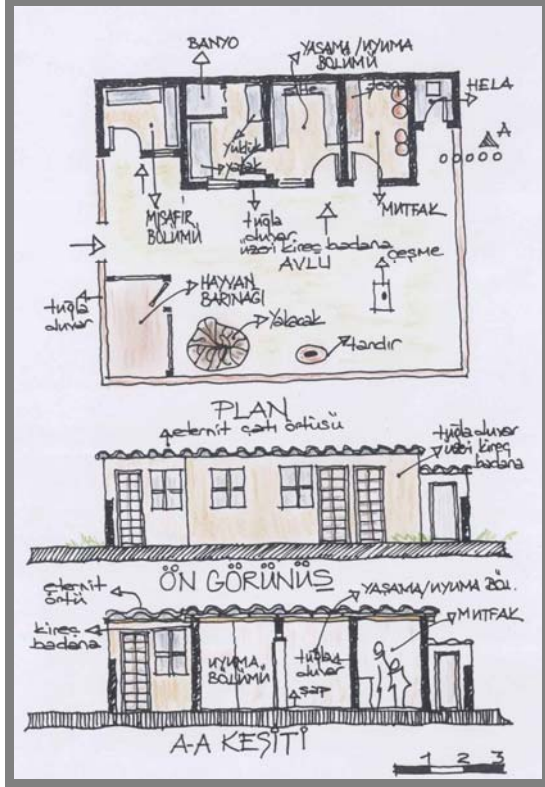 BANYO
YAŞAMA/UYUMA
BÖLÜMÜ
HELA
A
yüklük
yatak
MİSAFİR
BÖLÜMÜ
tuğla
duvar
üzeri kireç badana
MUTFAK
AVLU
ÇEŞME
HAYVAN
BARINAĞI
tuğla
duvar
Yakacak
tandır
PLAN
eternit çatı örtüsü
tuğla duvar
üzeri kireç
badana
ÖN GÖRÜNÜŞ
eternit
örtü
YAŞAMA/UYUMA BÖL.
MUTFAK
kireç
badana
UYUMA
BÖLÜMÜ
tuğla
duvar
şap
A-A KESİTİ
1 2 3